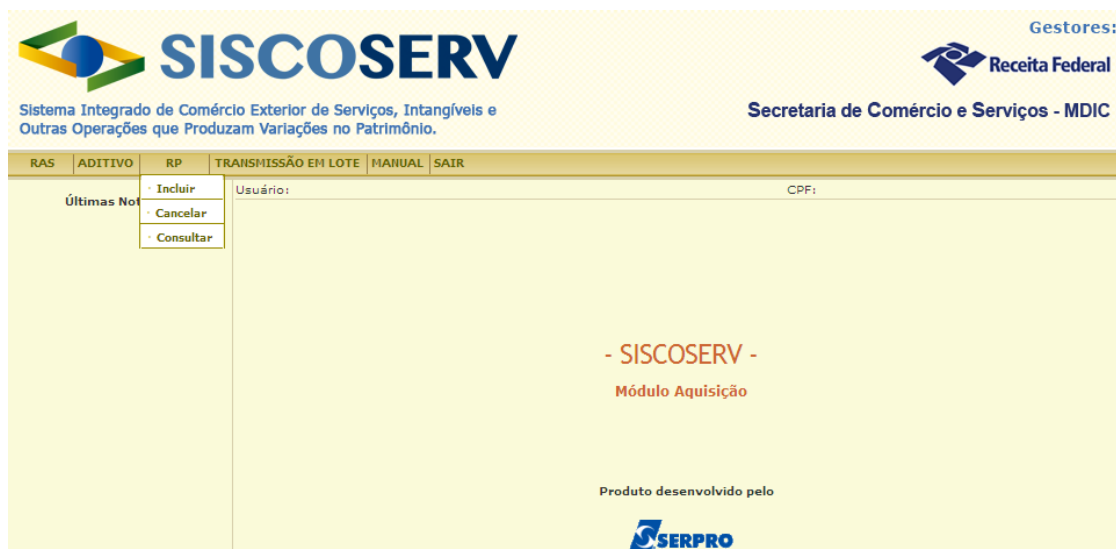 SISCOSERV
Gestores:
Receita Federal
Sistema Integrado de Comércio Exterior de Serviços, Intangíveis e
Outras Operações que Produzam Variações no Patrimônio.
Secretaria de Comércio e Serviços - MDIC
RAS ADITIVO RP TRANSMISSÃO EM LOTE MANUAL SAIR
Últimas Not
Incluir
Cancelar
Consultar
Usuário: CPF:
- SISCOSERV -
Módulo Aquisição
Produto desenvolvido pelo
SERPRO